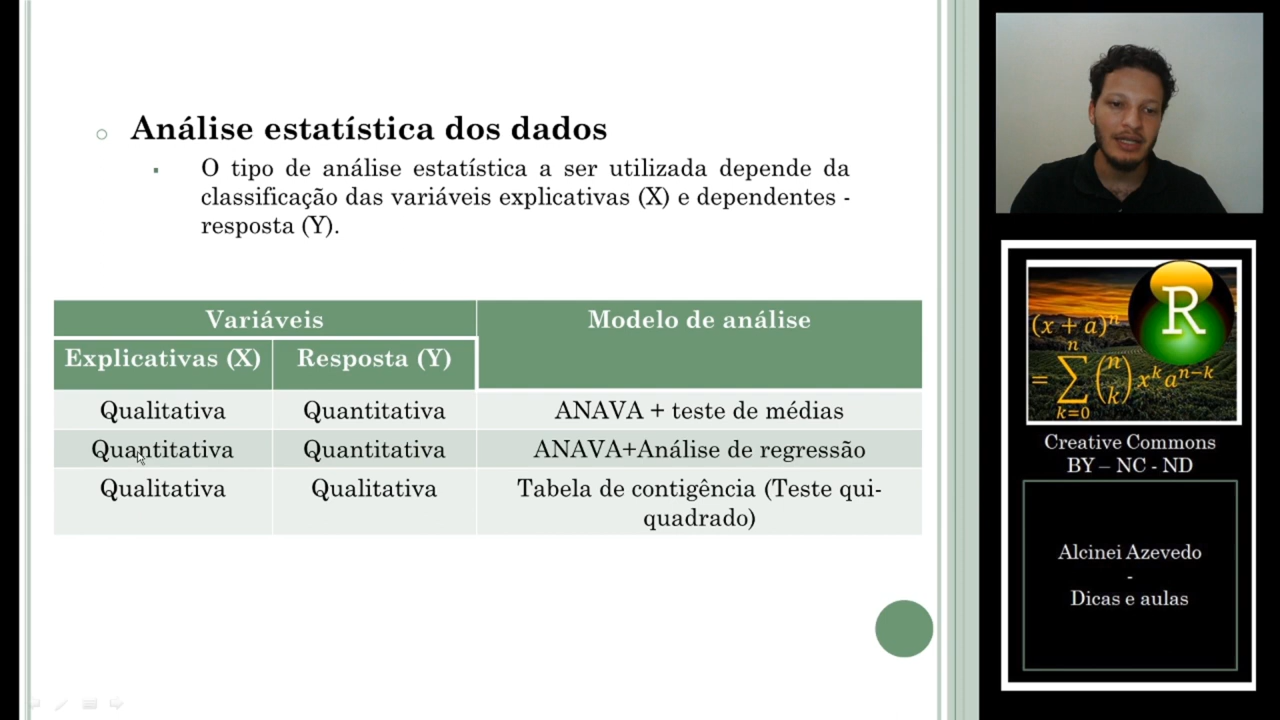 Análise estatística dos dados
O tipo de análise estatística a ser utilizada depende da
classificação das variáveis explicativas (X) e dependentes -
resposta (Y).
Variáveis
Modelo de análise
Explicativas (X)
Resposta (Y)
Qualitativa
Quantitativa
ANAVA + teste de médias
Quantitativa
Quantitativa
ANAVA+Análise de regressão
Qualitativa
Qualitativa
Tabela de contigência (Teste qui-
quadrado)
R
(x + a)^n
= ∑_{k=0}^{n} (n k) x^k a^{n−k}
Creative Commons
BY – NC - ND
Alcinei Azevedo
-
Dicas e aulas